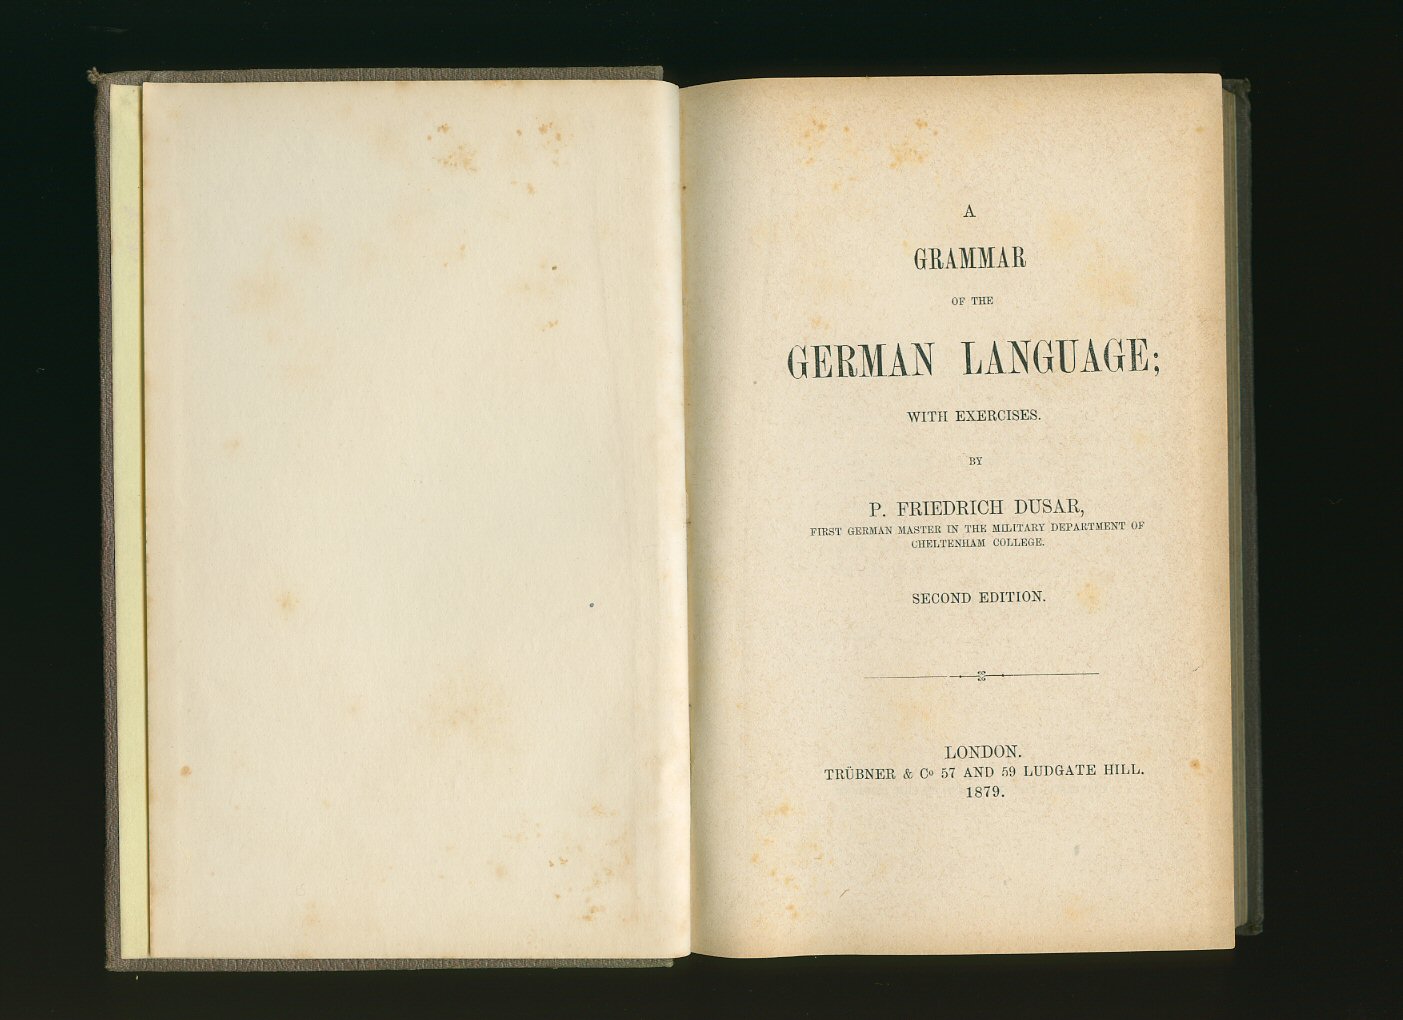 A
GRAMMAR
OF THE
GERMAN LANGUAGE;
WITH EXERCISES.
BY
P. FRIEDRICH DUSAR,
FIRST GERMAN MASTER IN THE MILITARY DEPARTMENT OF
CHELTENHAM COLLEGE.
SECOND EDITION.
LONDON.
TRÜBNER & Co 57 AND 59 LUDGATE HILL.
1879.